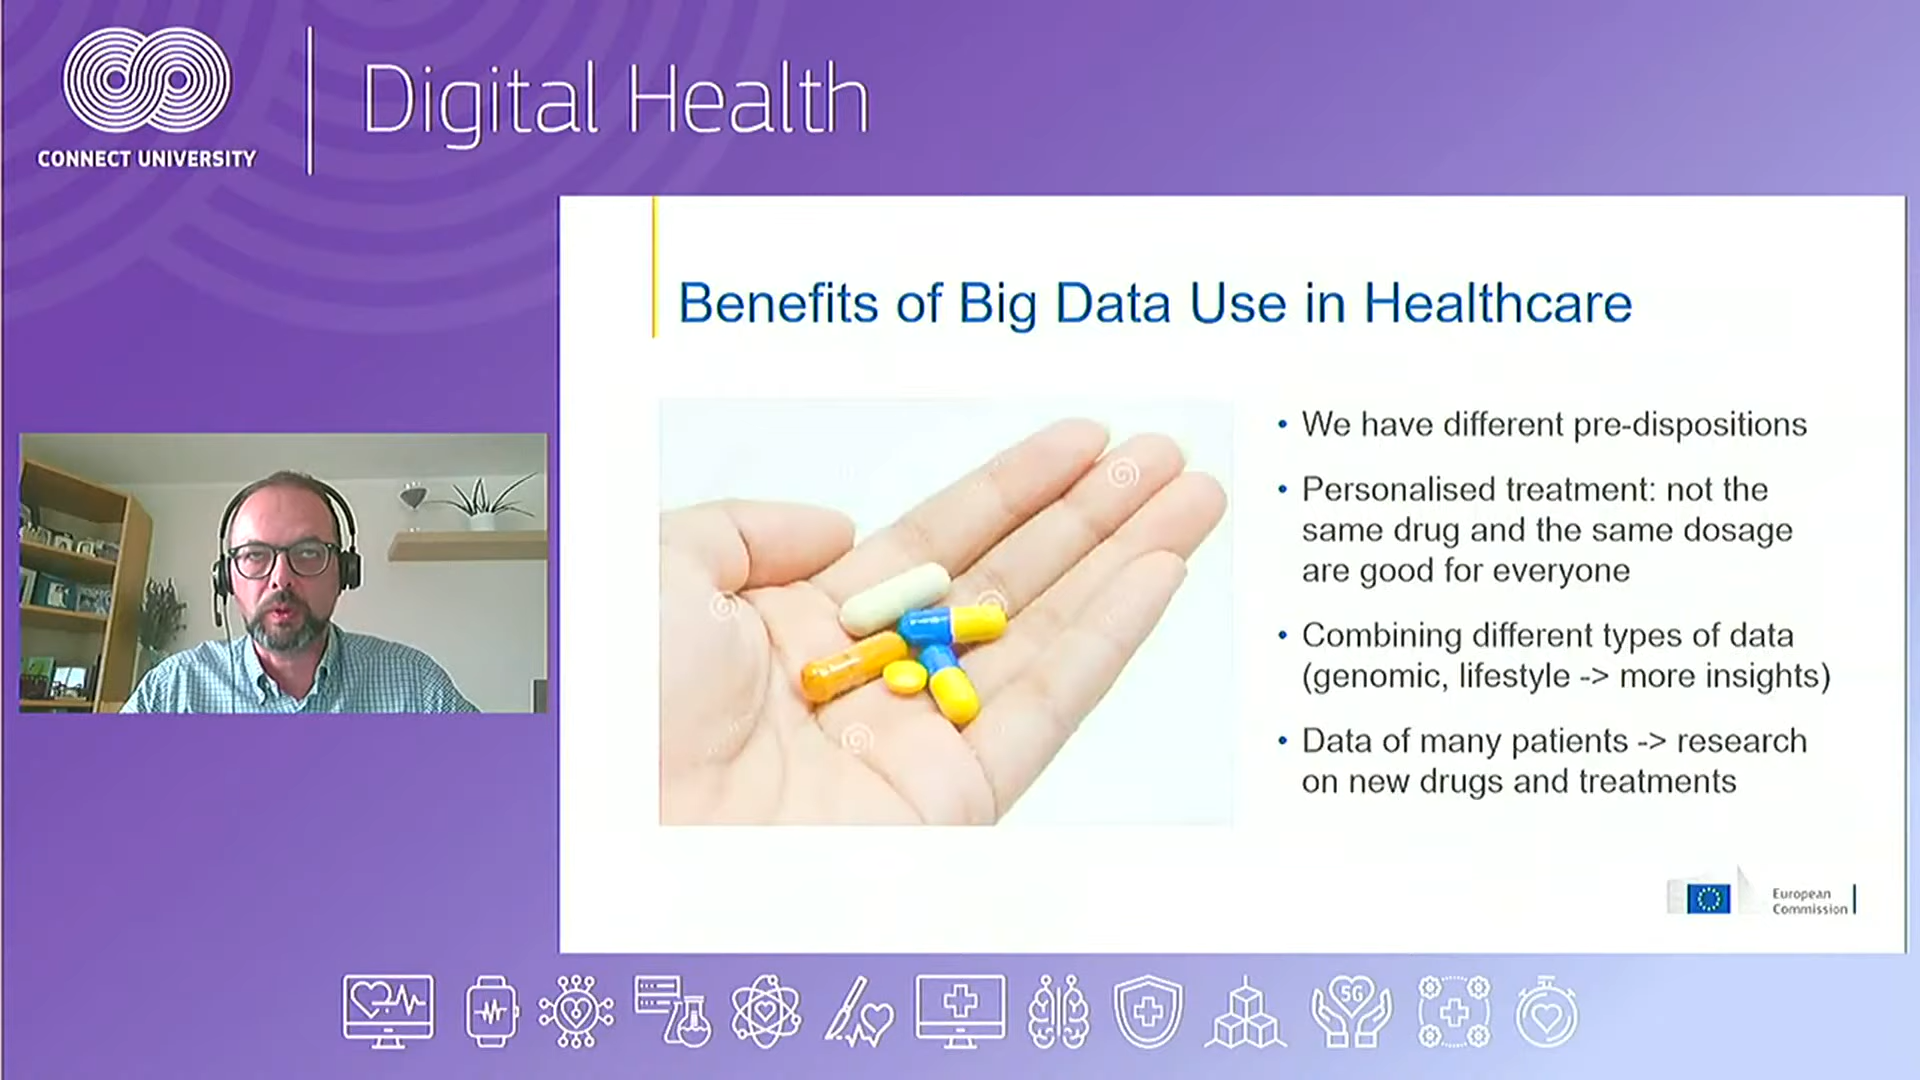 CONNECT UNIVERSITY
Digital Health
Benefits of Big Data Use in Healthcare
• We have different pre-dispositions
• Personalised treatment: not the
same drug and the same dosage
are good for everyone
• Combining different types of data
(genomic, lifestyle -> more insights)
• Data of many patients -> research
on new drugs and treatments
European
Commission
5G